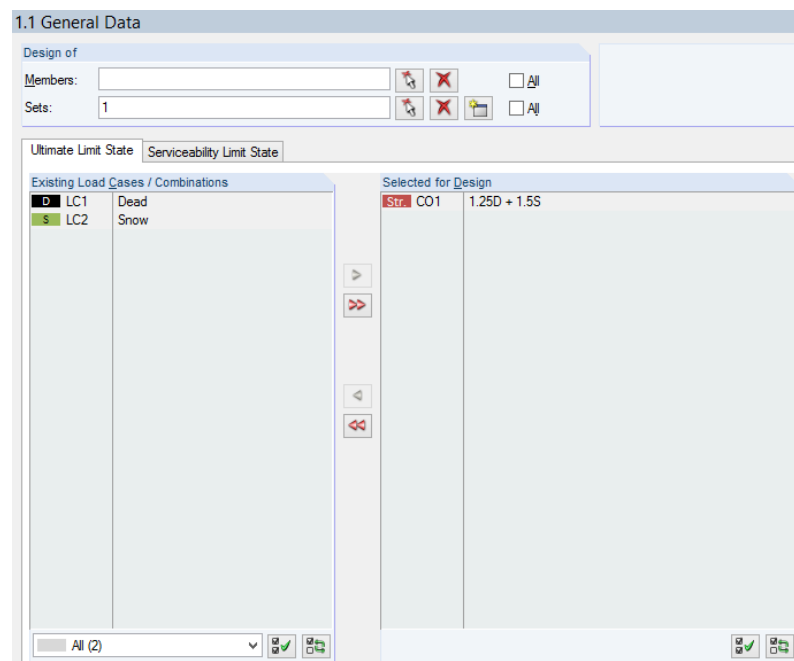 1.1 General Data
Design of
Members:
All
Sets:
1
All
Ultimate Limit State
Serviceability Limit State
Existing Load Cases / Combinations
D LC1 Dead
S LC2 Snow
Selected for Design
Str. CO1 1.25D + 1.5S
All (2)